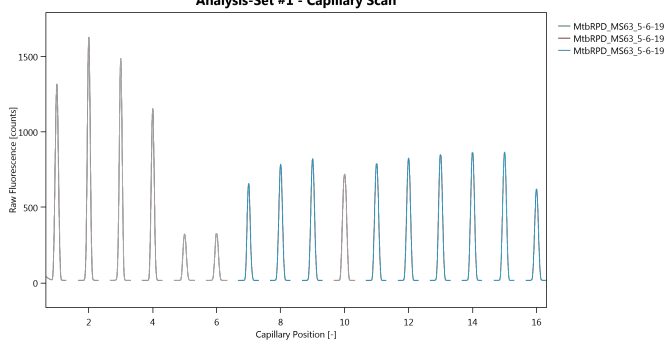 Analysis-Set #1 - Capillary Scan
MtbRPD_MS63_5-6-19
MtbRPD_MS63_5-6-19
MtbRPD_MS63_5-6-19
Raw Fluorescence [counts]
1500
1000
500
0
2 4 6 8 10 12 14 16
Capillary Position [-]